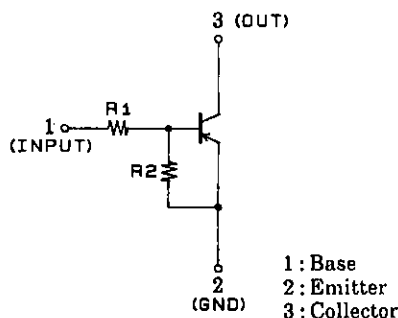 3 (OUT)
R1
1
(INPUT)
R2
2
(GND)
1 : Base
2 : Emitter
3 : Collector